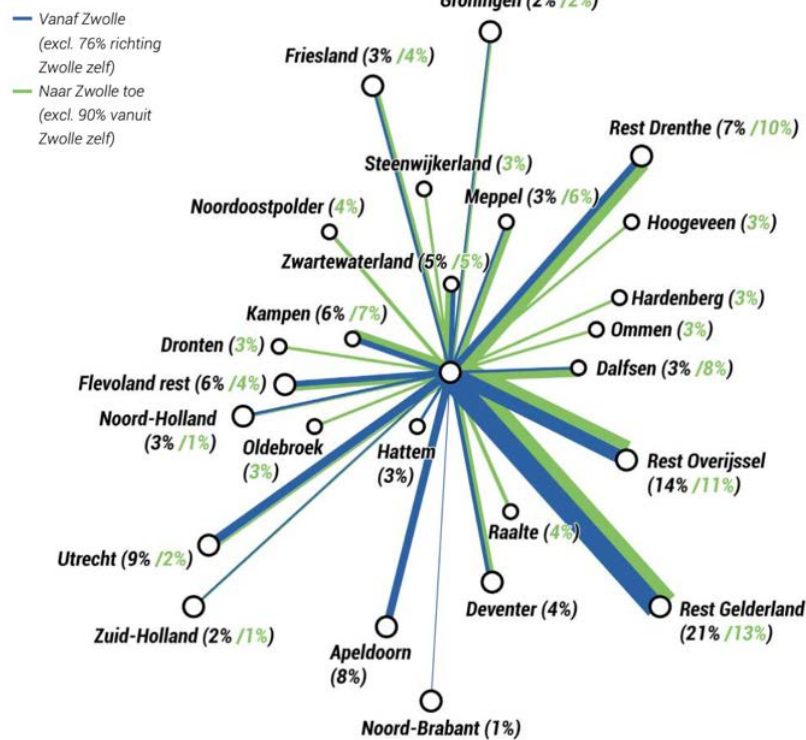 Vanaf Zwolle
(excl. 76% richting
Zwolle zelf)
Naar Zwolle toe
(excl. 90% vanuit
Zwolle zelf)
Groningen (2% /2%)
Friesland (3% /4%)
Rest Drenthe (7% /10%)
Steenwijkerland (3%)
Meppel (3% /6%)
Noordoostpolder (4%)
Hoogeveen (3%)
Zwartewaterland (5% /5%)
Hardenberg (3%)
Kampen (6% /7%)
Ommen (3%)
Dronten (3%)
Dalfsen (3% /8%)
Flevoland rest (6% /4%)
Noord-Holland
(3% /1%)
Oldebroek
(3%)
Hattem
(3%)
Rest Overijssel
(14% /11%)
Raalte (4%)
Utrecht (9% /2%)
Deventer (4%)
Rest Gelderland
(21% /13%)
Zuid-Holland (2% /1%)
Apeldoorn
(8%)
Noord-Brabant (1%)